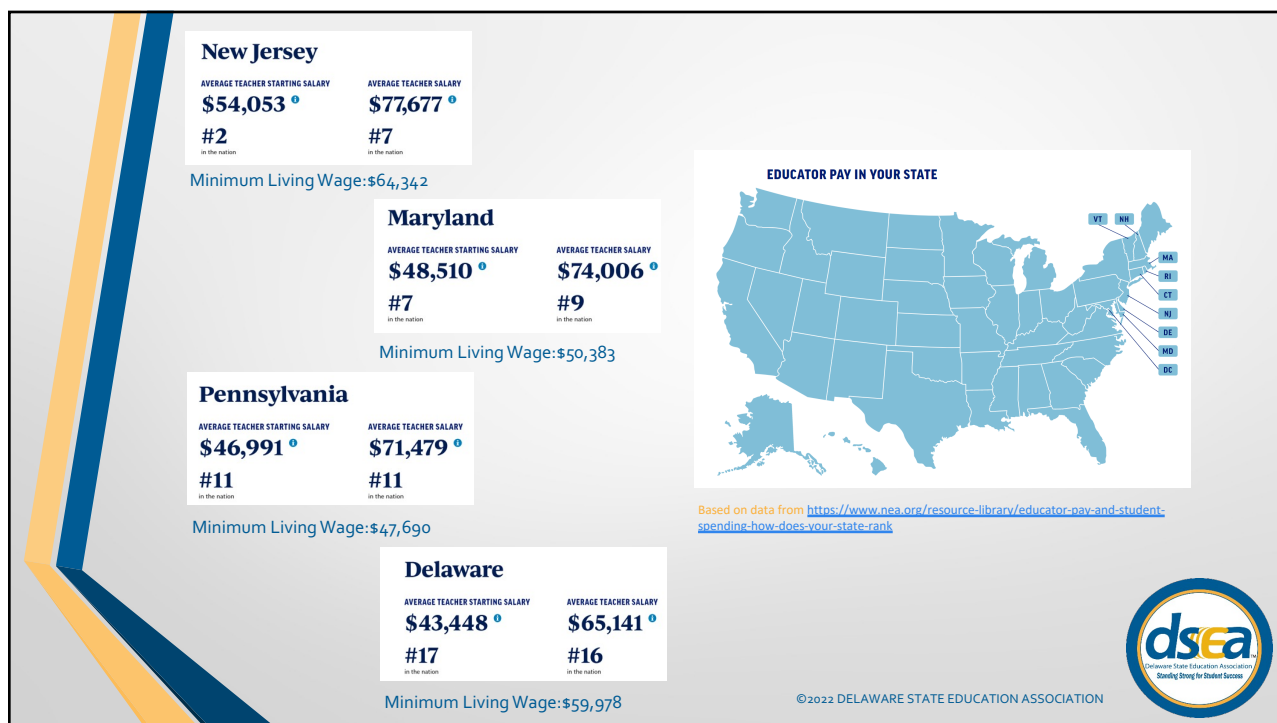 New Jersey
AVERAGE TEACHER STARTING SALARY AVERAGE TEACHER SALARY
$54,053 $77,677
#2 #7
in the nation in the nation
Minimum Living Wage:$64,342
Maryland
AVERAGE TEACHER STARTING SALARY AVERAGE TEACHER SALARY
$48,510 $74,006
#7 #9
in the nation in the nation
Minimum Living Wage:$50,383
Pennsylvania
AVERAGE TEACHER STARTING SALARY AVERAGE TEACHER SALARY
$46,991 $71,479
#11 #11
in the nation in the nation
Minimum Living Wage:$47,690
Delaware
AVERAGE TEACHER STARTING SALARY AVERAGE TEACHER SALARY
$43,448 $65,141
#17 #16
in the nation in the nation
Minimum Living Wage:$59,978
EDUCATOR PAY IN YOUR STATE
VT NH
MA
RI
CT
NJ
DE
MD
DC
Based on data from https://www.nea.org/resource-library/educator-pay-and-student-
spending-how-does-your-state-rank
©2022 DELAWARE STATE EDUCATION ASSOCIATION
dsea TM
Delaware State Education Association
Standing Strong for Student Success